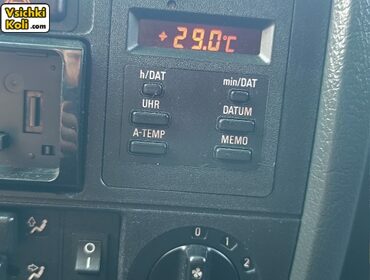 Vsichki
Koli .com
+29.0°C
h/DAT
min/DAT
UHR
DATUM
A-TEMP
MEMO
0
1
2